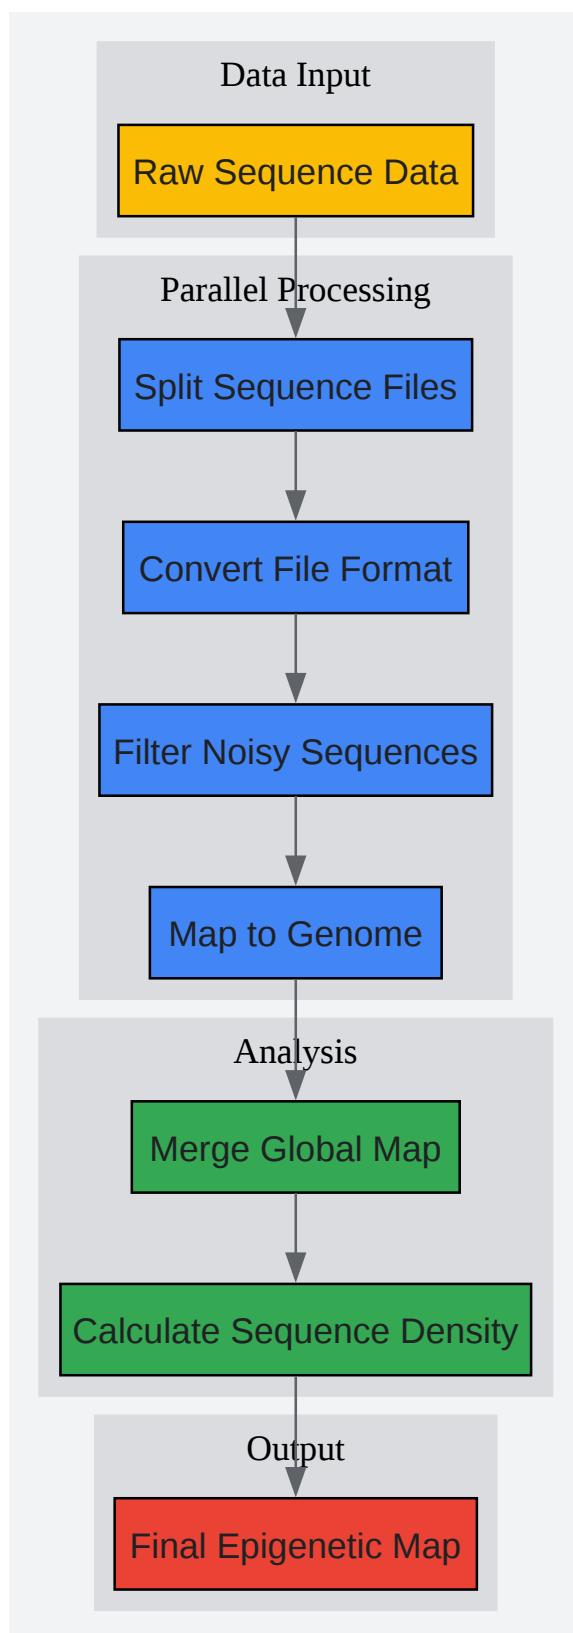 Data Input
Raw Sequence Data
Parallel Processing
Split Sequence Files
Convert File Format
Filter Noisy Sequences
Map to Genome
Analysis
Merge Global Map
Calculate Sequence Density
Output
Final Epigenetic Map